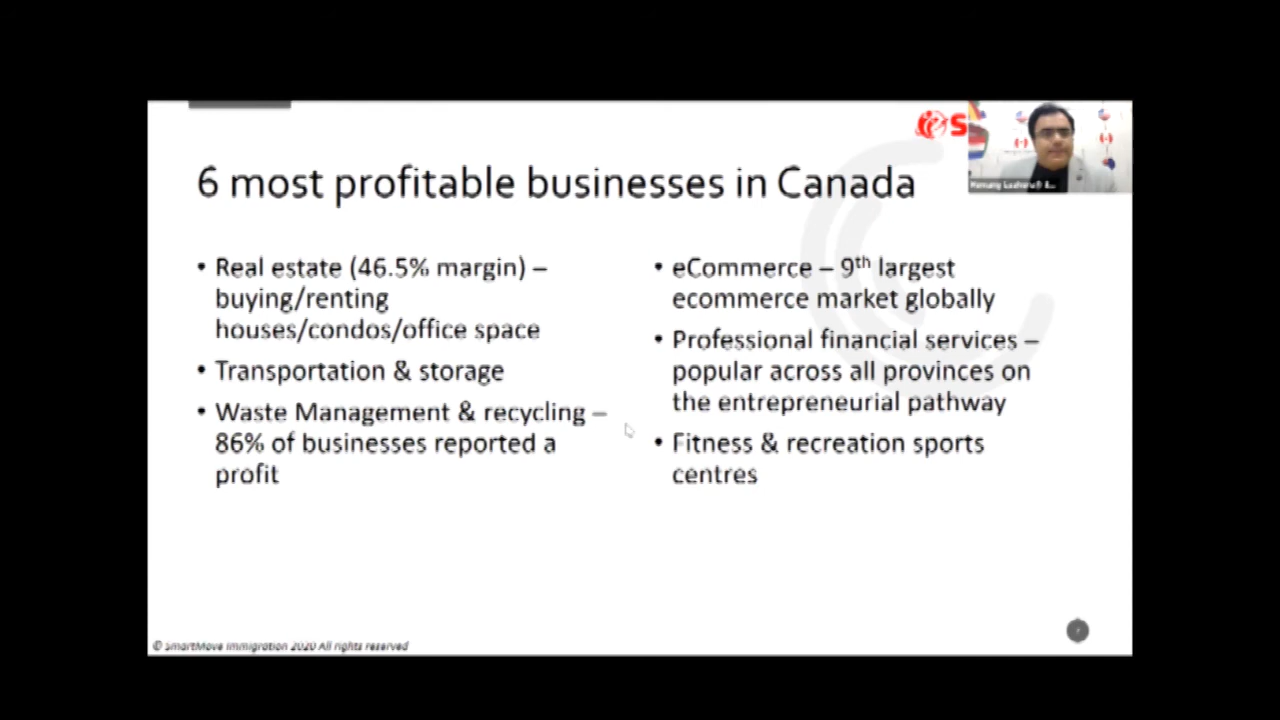 6 most profitable businesses in Canada
• Real estate (46.5% margin) –
buying/renting
houses/condos/office space
• Transportation & storage
• Waste Management & recycling –
86% of businesses reported a
profit
• eCommerce – 9th largest
ecommerce market globally
• Professional financial services –
popular across all provinces on
the entrepreneurial pathway
• Fitness & recreation sports
centres
S
© SmartMove Immigration 2020 All rights reserved